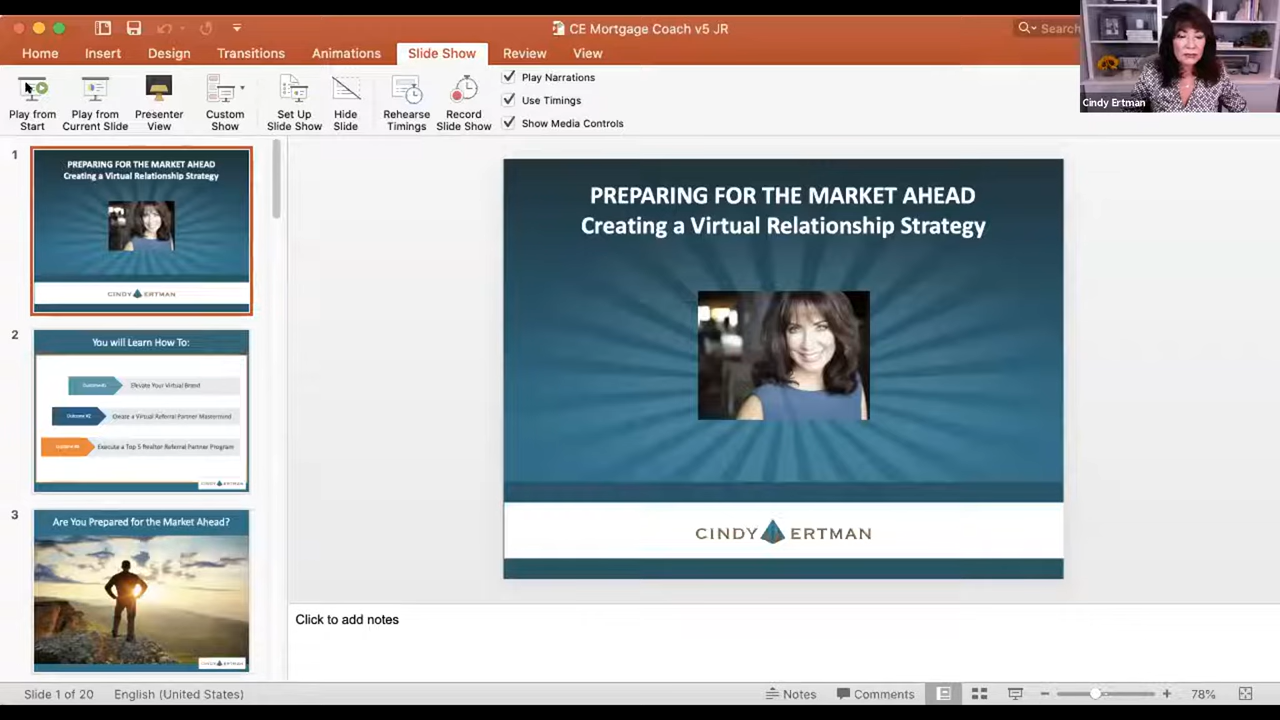 CE Mortgage Coach v5 JR
Search
Home Insert Design Transitions Animations Slide Show Review View
Play from Start
Play from Current Slide
Presenter View
Custom Show
Set Up Slide Show
Hide Slide
Rehearse Timings
Record Slide Show
Play Narrations
Use Timings
Show Media Controls
Cindy Ertman
1
PREPARING FOR THE MARKET AHEAD
Creating a Virtual Relationship Strategy
CINDY ERTMAN
2
You will Learn How To:
Elevate Your Virtual Brand
Create a Virtual Referral Partner Mastermind
Execute a Top 5 Realtor Referral Partner Program
CINDY ERTMAN
3
Are You Prepared for the Market Ahead?
CINDY ERTMAN
PREPARING FOR THE MARKET AHEAD
Creating a Virtual Relationship Strategy
CINDY ERTMAN
Click to add notes
Slide 1 of 20 English (United States) Notes Comments 78%